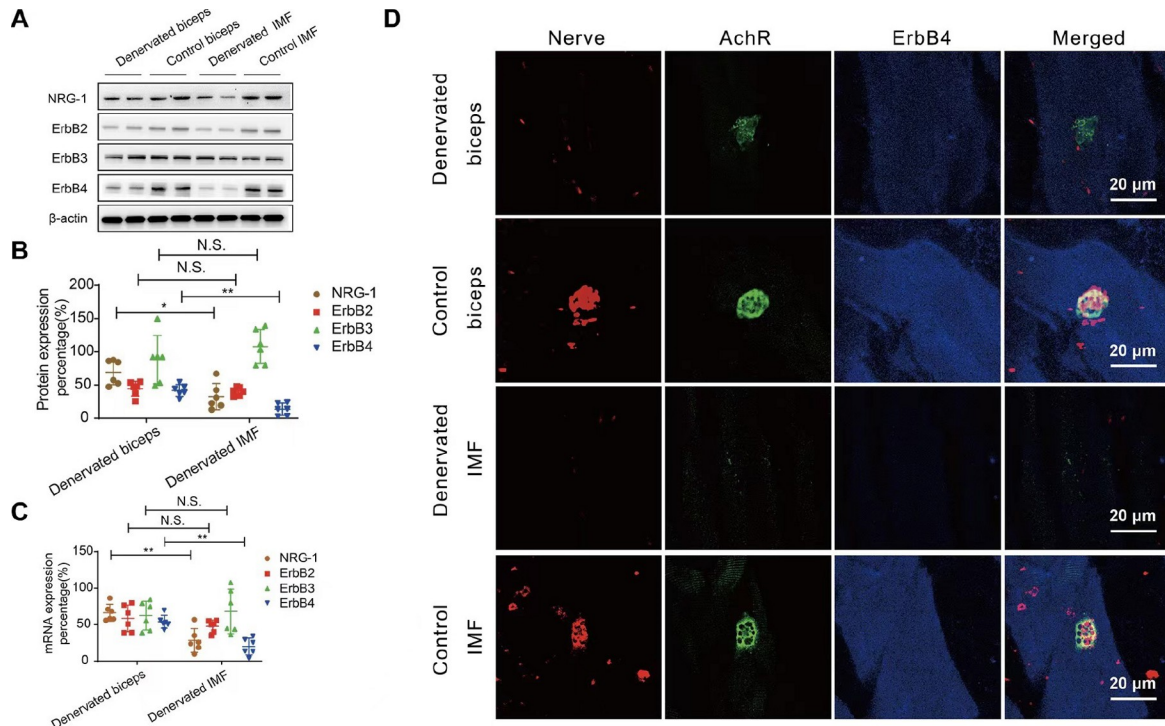 A
Denervated biceps
Control biceps
Denervated IMF
Control IMF
NRG-1
ErbB2
ErbB3
ErbB4
β-actin
B
N.S.
N.S.
**
*
Protein expression
percentage(%)
200
150
100
50
0
NRG-1
ErbB2
ErbB3
ErbB4
Denervated biceps
Denervated IMF
C
N.S.
N.S.
**
**
mRNA expression
percentage(%)
150
100
50
0
NRG-1
ErbB2
ErbB3
ErbB4
Denarvated biceps
Denarvated IMF
D
Nerve
AchR
ErbB4
Merged
Denervated
biceps
20 μm
Control
biceps
20 μm
Denervated
IMF
20 μm
Control
IMF
20 μm